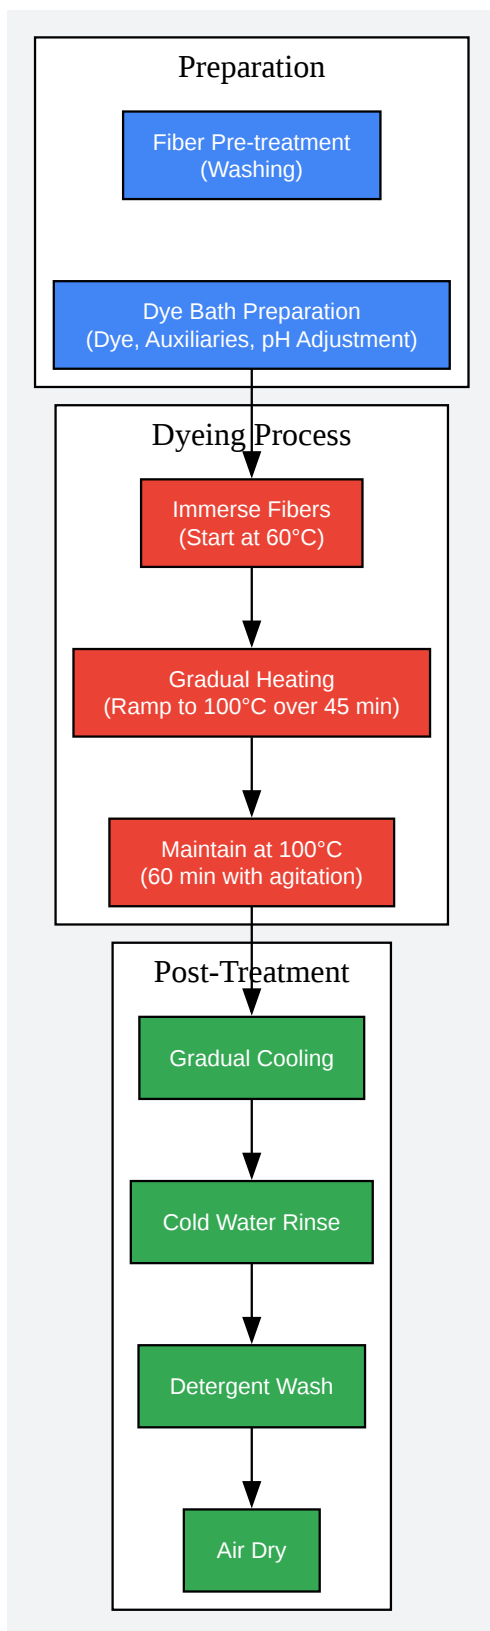 Preparation
Fiber Pre-treatment
(Washing)
Dye Bath Preparation
(Dye, Auxiliaries, pH Adjustment)
Dyeing Process
Immerse Fibers
(Start at 60°C)
Gradual Heating
(Ramp to 100°C over 45 min)
Maintain at 100°C
(60 min with agitation)
Post-Treatment
Gradual Cooling
Cold Water Rinse
Detergent Wash
Air Dry